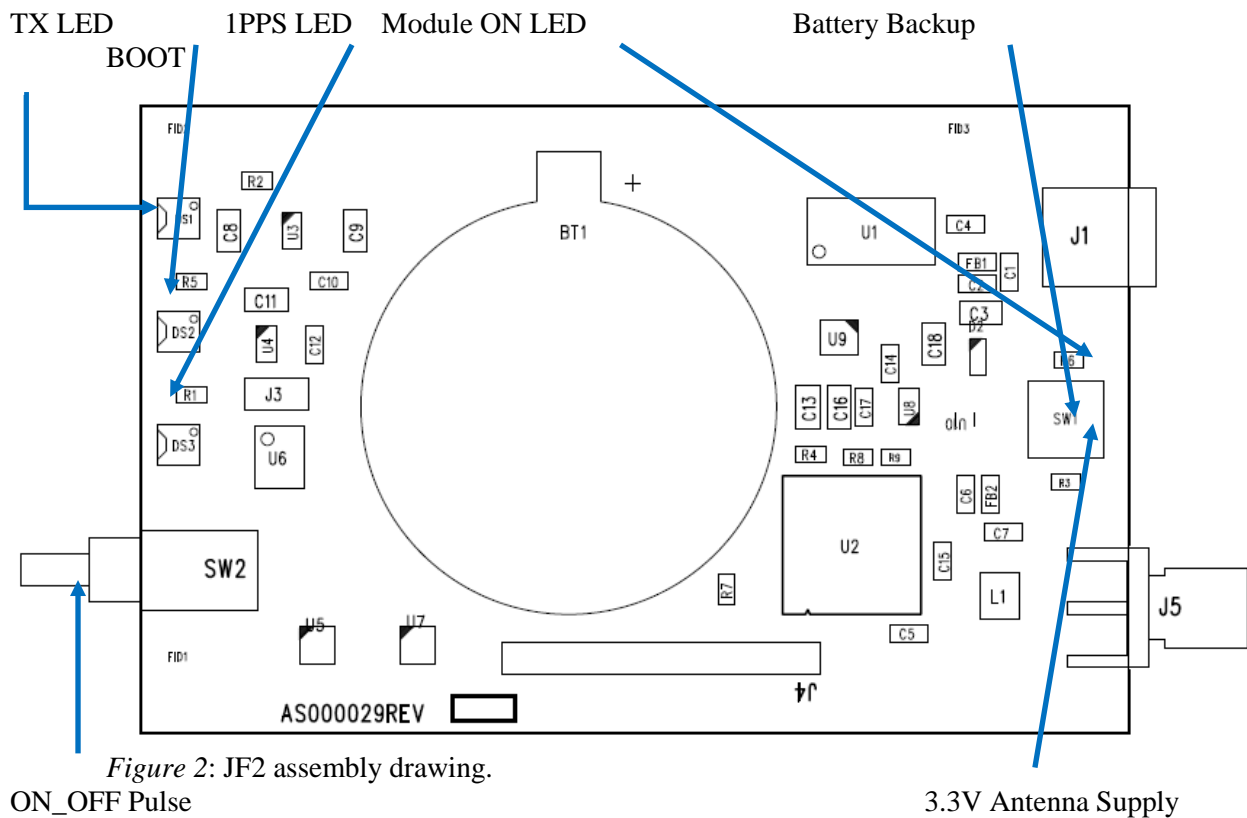 TX LED 1PPS LED Module ON LED Battery Backup
BOOT
FID2 FID3
R2
DS1 C8 U3 C9 BT1 + U1 C4 J1
R5 C10 FB1 C1
C2
C11 C3
DS2 U4 C12 U9 C18 D2
C14 R6
R1 J3 C13 C16 C17 U8 SW1
DS3 U6 R4 R8 R9
C6 FB2 R3
SW2 U2 C7
C15
R7 L1 J5
U5 U7 C5
FID1
J4
AS000029REV
Figure 2: JF2 assembly drawing.
ON_OFF Pulse 3.3V Antenna Supply